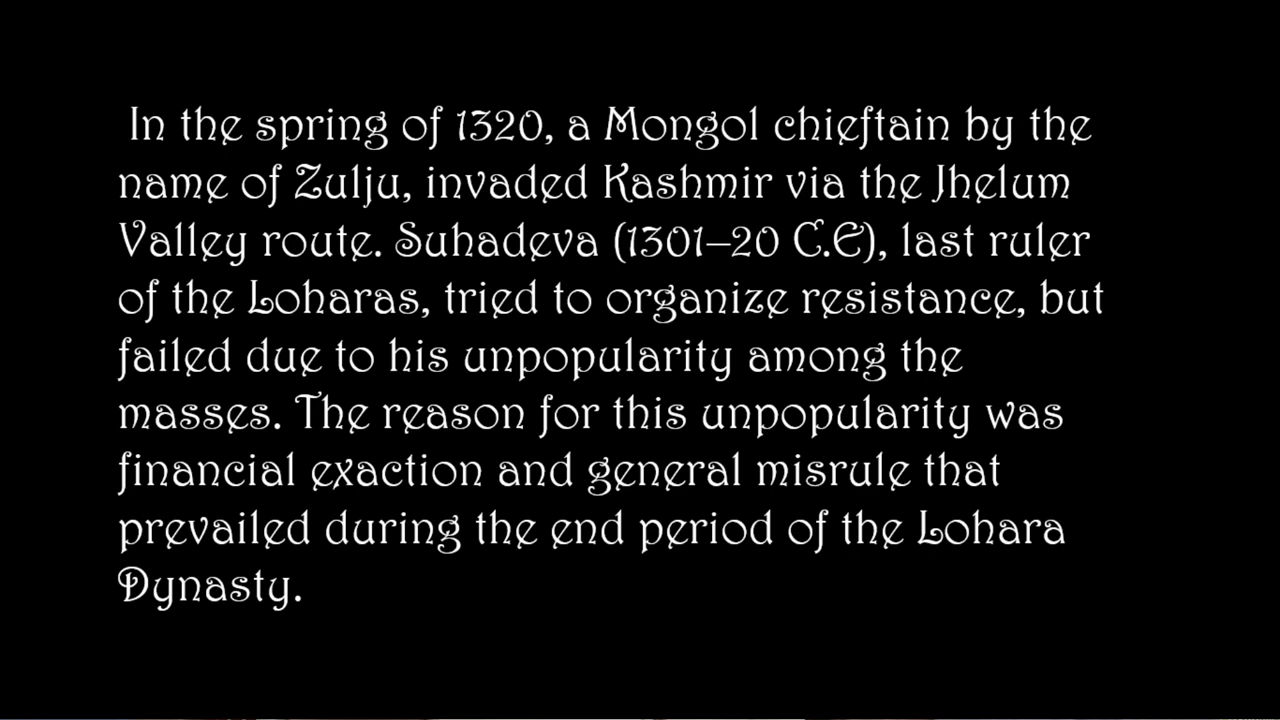 In the spring of 1320, a Mongol chieftain by the
name of Zulju, invaded Kashmir via the Jhelum
Valley route. Suhadeva (1301–20 C.E), last ruler
of the Loharas, tried to organize resistance, but
failed due to his unpopularity among the
masses. The reason for this unpopularity was
financial exaction and general misrule that
prevailed during the end period of the Lohara
Dynasty.